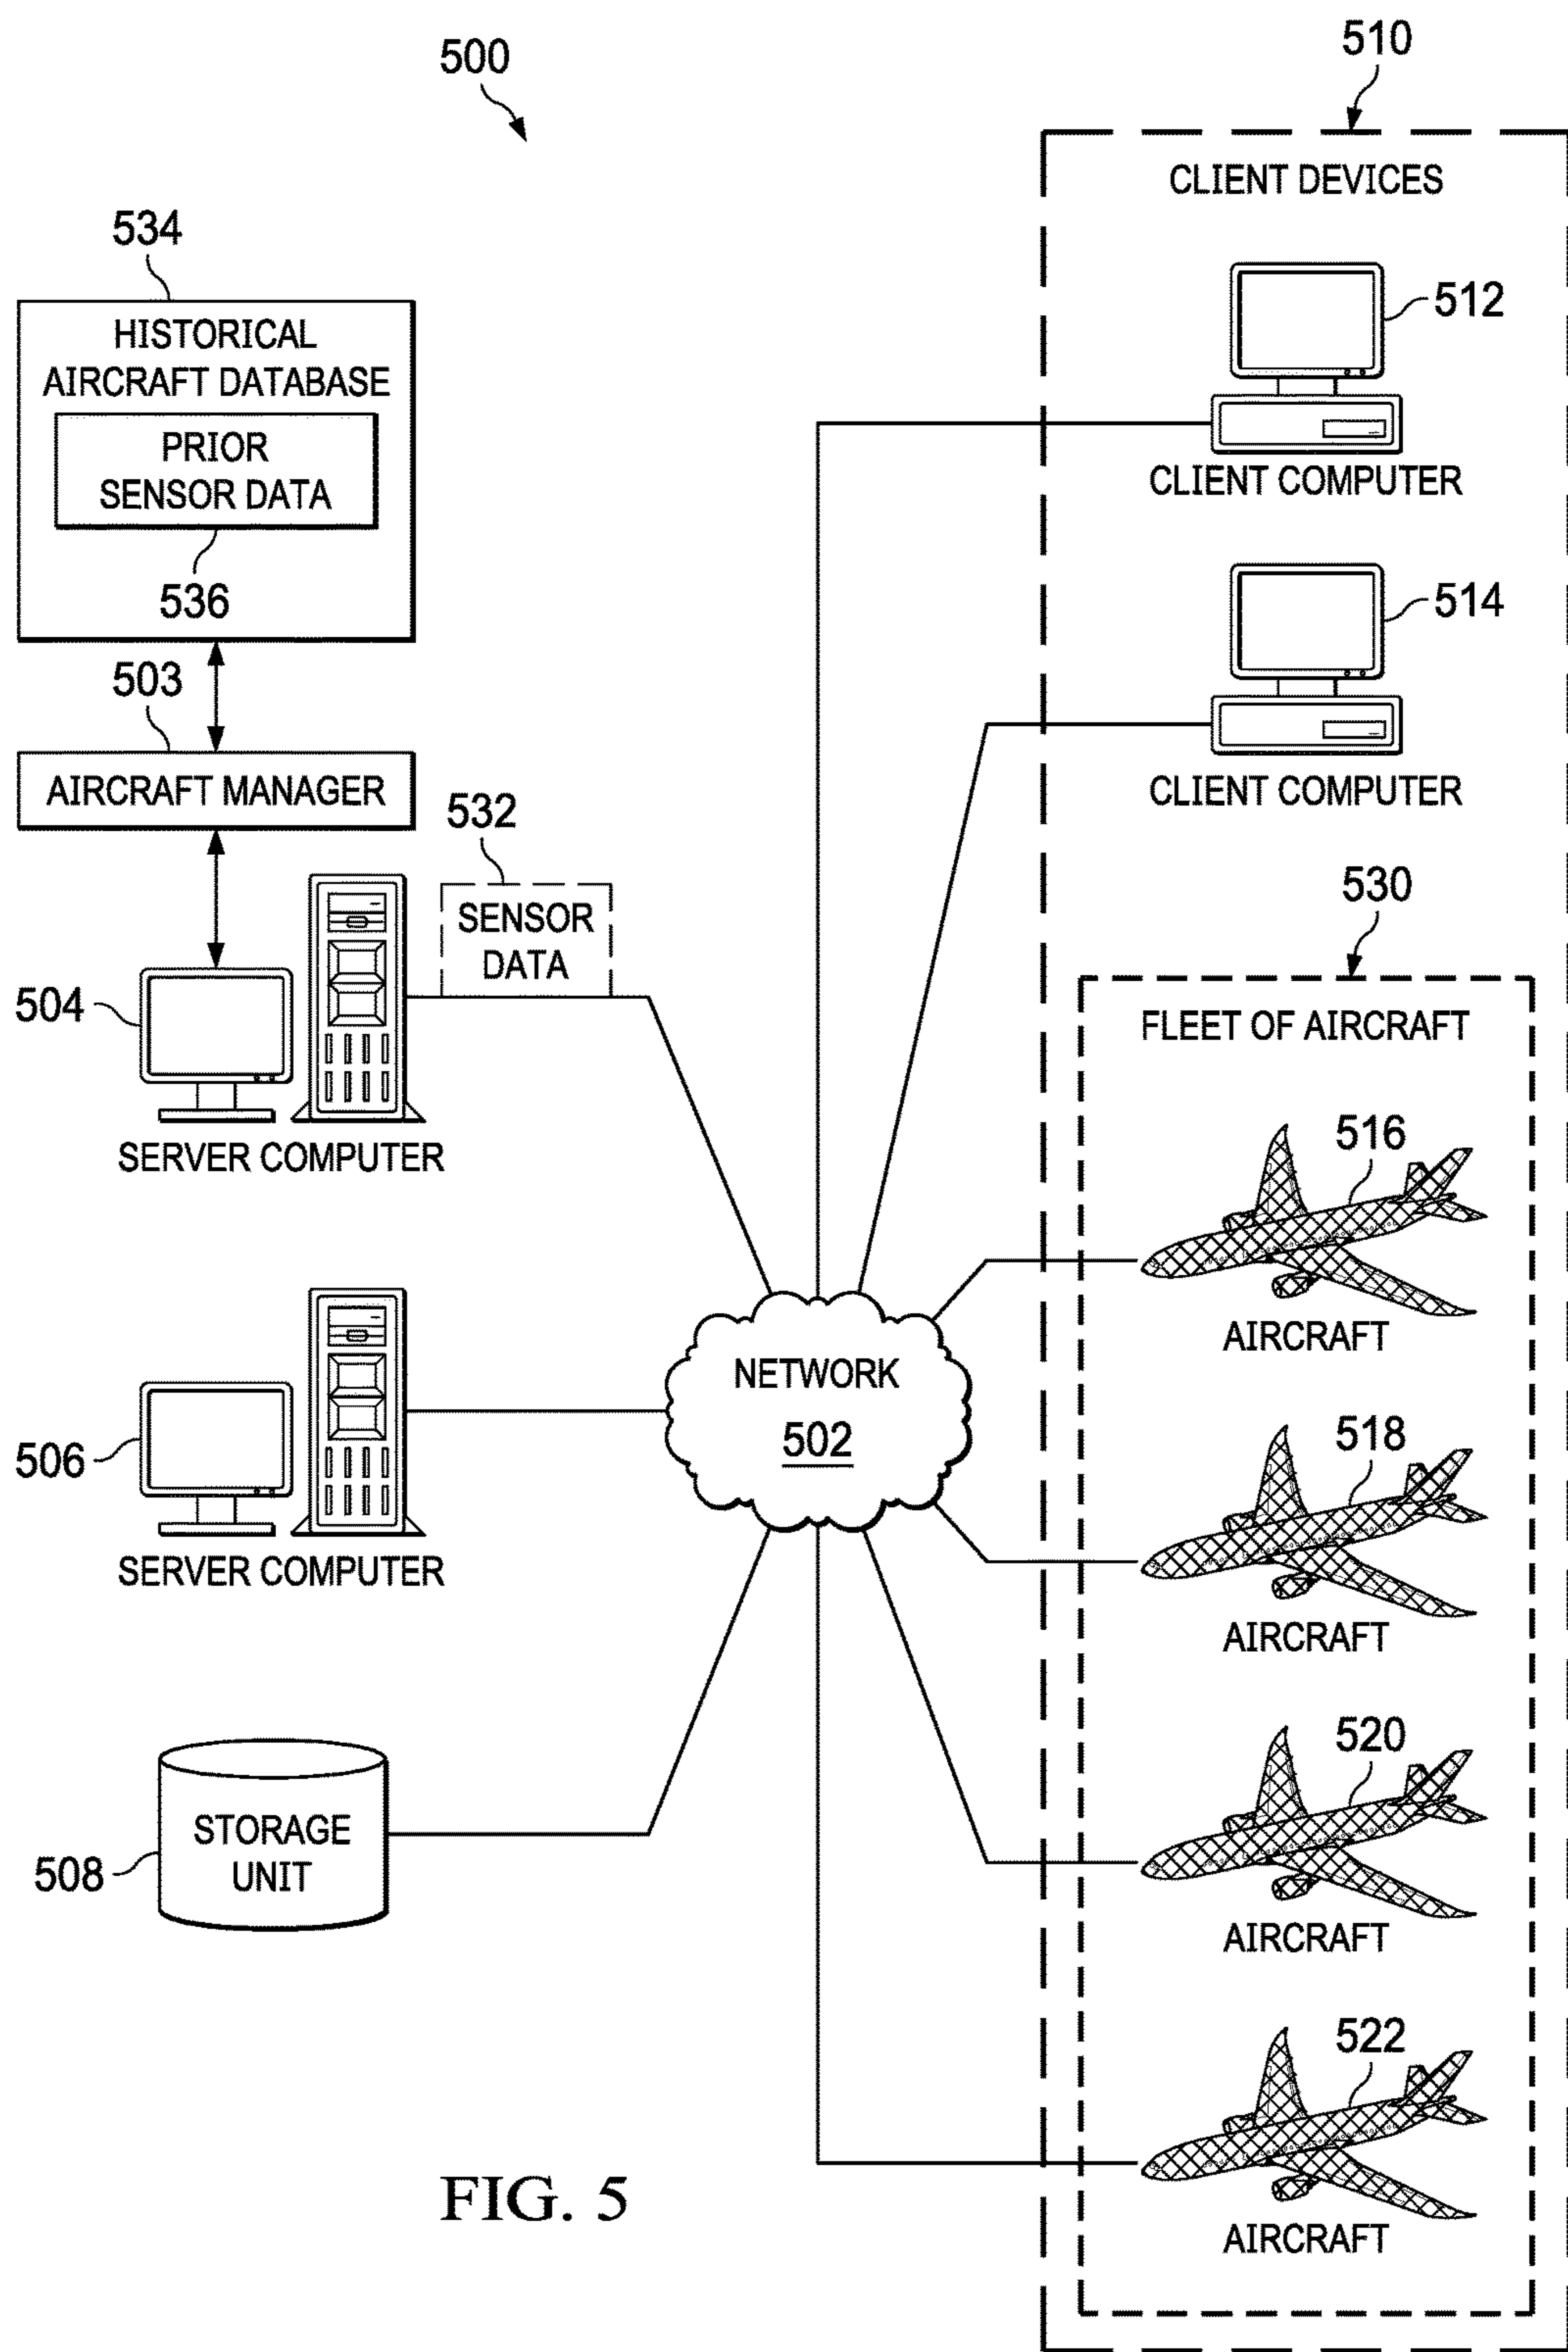 500
510
CLIENT DEVICES
534
HISTORICAL
AIRCRAFT DATABASE
PRIOR
SENSOR DATA
536
512
CLIENT COMPUTER
514
CLIENT COMPUTER
503
AIRCRAFT MANAGER
532
SENSOR
DATA
504
SERVER COMPUTER
530
FLEET OF AIRCRAFT
516
AIRCRAFT
NETWORK
502
506
SERVER COMPUTER
518
AIRCRAFT
STORAGE
UNIT
508
520
AIRCRAFT
522
AIRCRAFT
FIG. 5